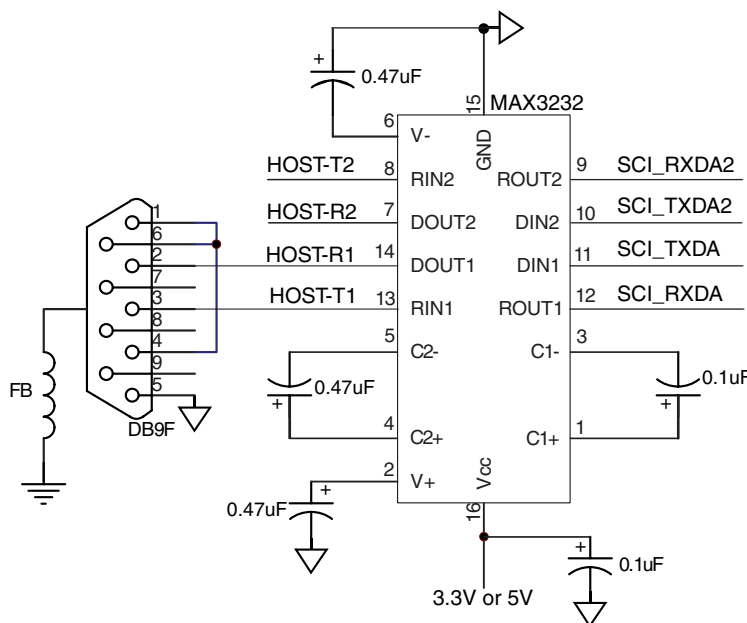 +
0.47uF
15
MAX3232
6
V-
GND
HOST-T2
8
RIN2
ROUT2
9
SCI_RXDA2
HOST-R2
7
DOUT2
DIN2
10
SCI_TXDA2
HOST-R1
14
DOUT1
DIN1
11
SCI_TXDA
HOST-T1
13
RIN1
ROUT1
12
SCI_RXDA
1
6
2
7
3
8
4
9
5
DB9F
FB
5
C2-
C1-
3
+
0.47uF
+
0.1uF
4
C2+
C1+
1
2
V+
Vcc
16
+
0.47uF
+
0.1uF
3.3V or 5V